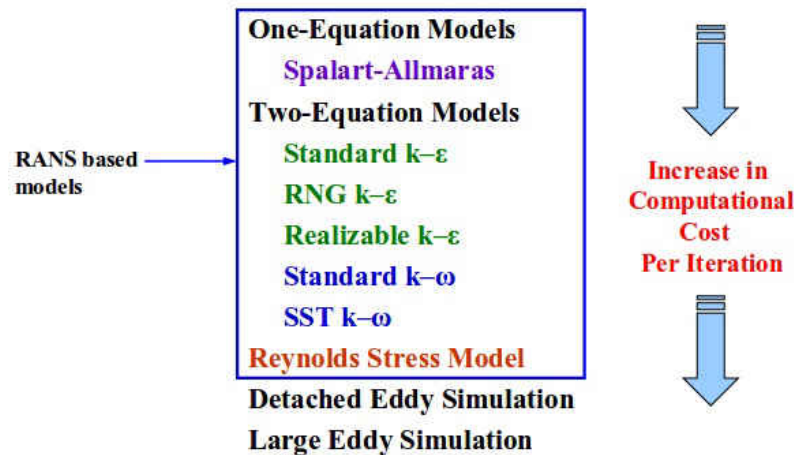 One-Equation Models
Spalart-Allmaras
Two-Equation Models
Standard k–ε
RNG k–ε
Realizable k–ε
Standard k–ω
SST k–ω
Reynolds Stress Model
Detached Eddy Simulation
Large Eddy Simulation
RANS based
models
Increase in
Computational
Cost
Per Iteration